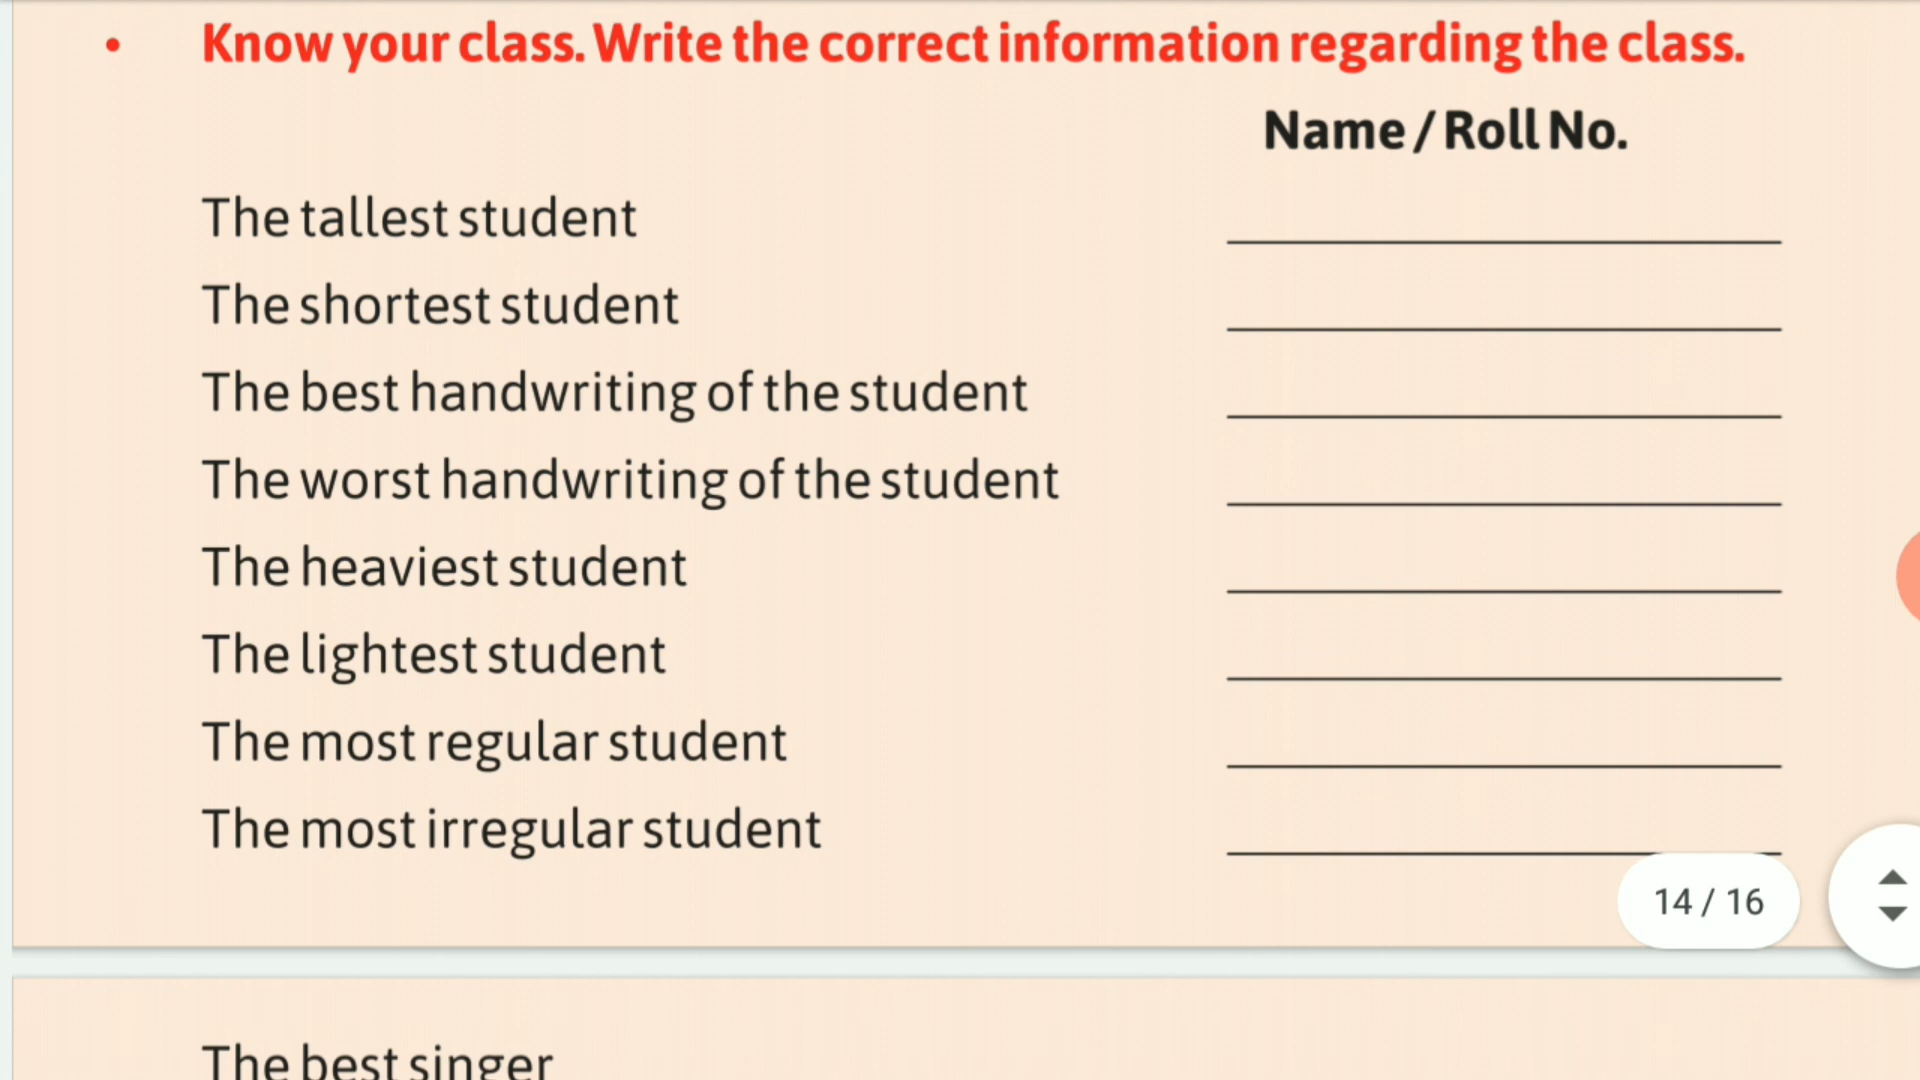 • Know your class. Write the correct information regarding the class.
Name / Roll No.
The tallest student
The shortest student
The best handwriting of the student
The worst handwriting of the student
The heaviest student
The lightest student
The most regular student
The most irregular student
14 / 16
The best singer